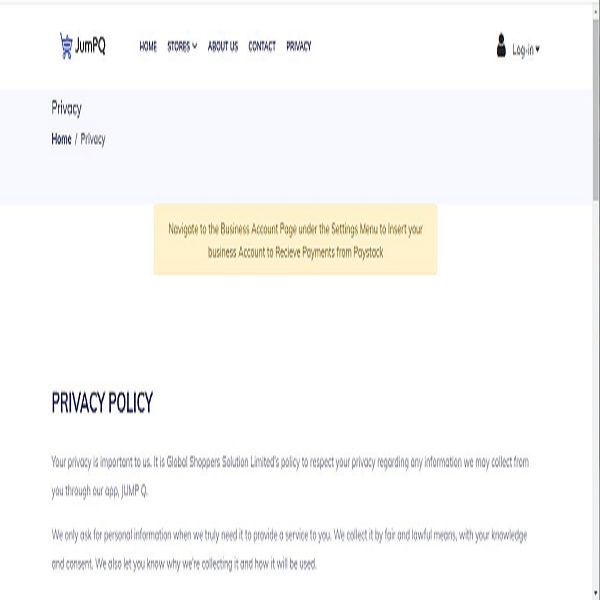 JumPQ HOME STORES ABOUT US CONTACT PRIVACY Log-in
Privacy
Home / Privacy
Navigate to the Business Account Page under the Settings Menu to Insert your
business Account to Recieve Payments from Paystack
PRIVACY POLICY
Your privacy is important to us. It is Global Shoppers Solution Limited's policy to respect your privacy regarding any information we may collect from
you through our app, JUMP Q.
We only ask for personal information when we truly need it to provide a service to you. We collect it by fair and lawful means, with your knowledge
and consent. We also let you know why we're collecting it and how it will be used.